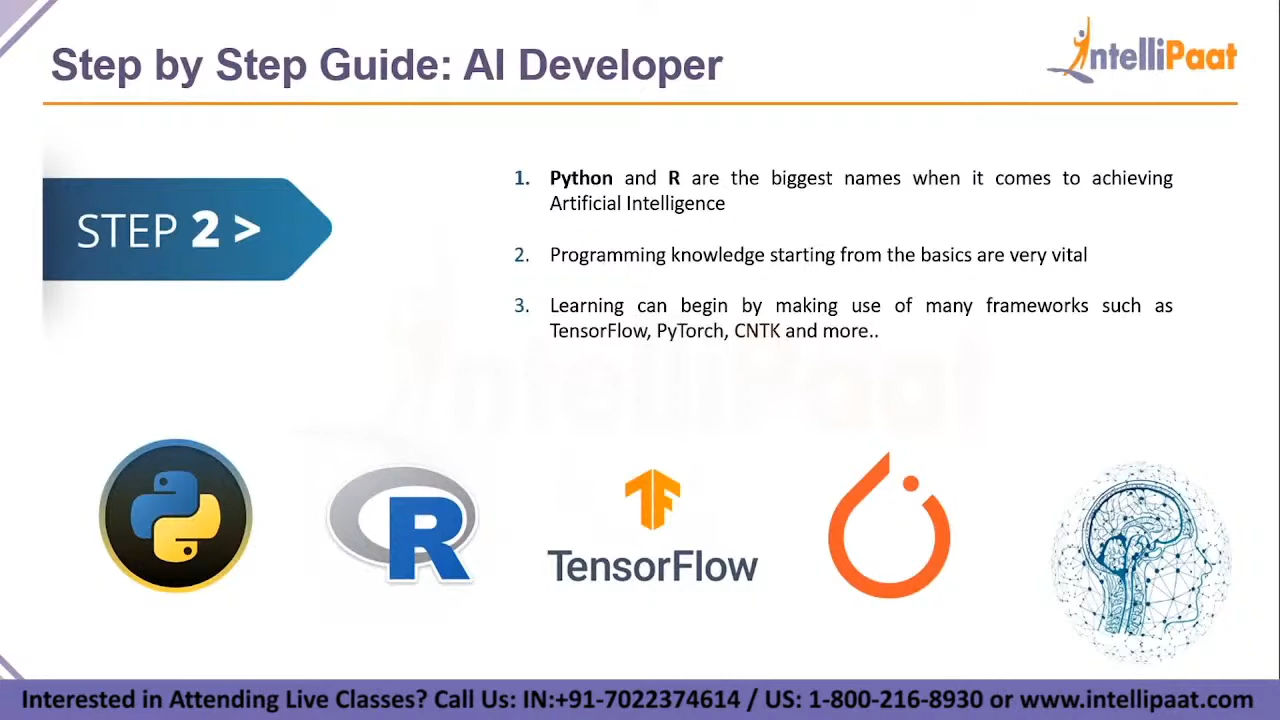 Step by Step Guide: AI Developer
IntelliPaat
STEP 2 >
1. Python and R are the biggest names when it comes to achieving
Artificial Intelligence
2. Programming knowledge starting from the basics are very vital
3. Learning can begin by making use of many frameworks such as
TensorFlow, PyTorch, CNTK and more..
IntelliPaat
R
TensorFlow
Interested in Attending Live Classes? Call Us: IN:+91-7022374614 / US: 1-800-216-8930 or www.intellipaat.com